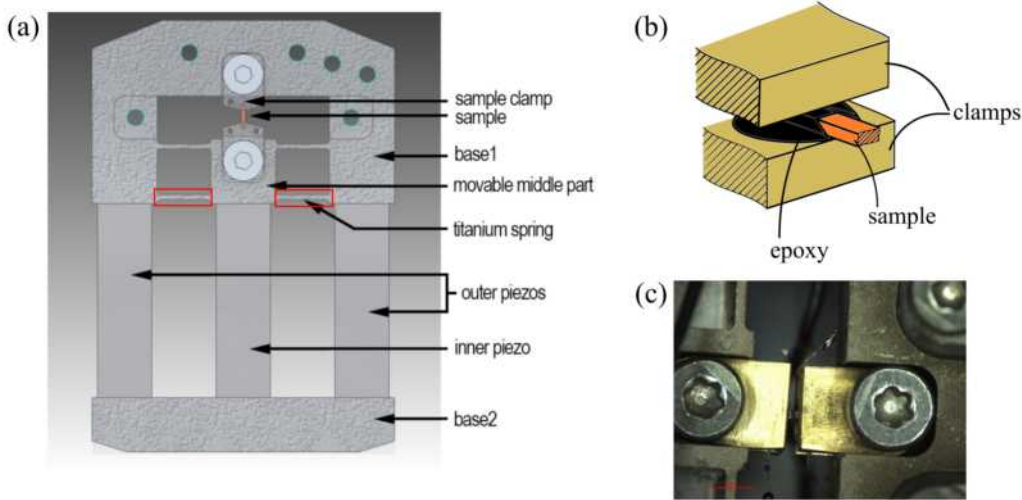 (a)
sample clamp
sample
base1
movable middle part
titanium spring
outer piezos
inner piezo
base2
(b)
clamps
sample
epoxy
(c)